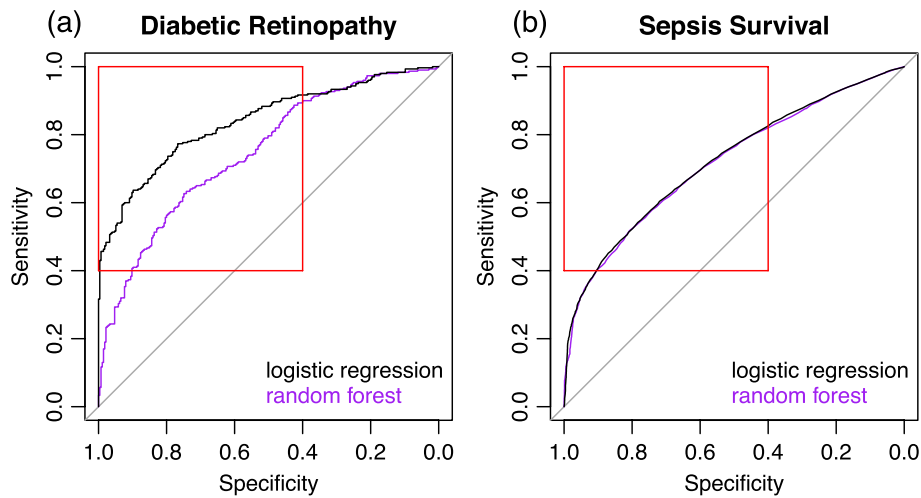 (a) Diabetic Retinopathy
Sensitivity
1.0
0.8
0.6
0.4
0.2
0.0
logistic regression
random forest
1.0 0.8 0.6 0.4 0.2 0.0
Specificity
(b) Sepsis Survival
Sensitivity
1.0
0.8
0.6
0.4
0.2
0.0
logistic regression
random forest
1.0 0.8 0.6 0.4 0.2 0.0
Specificity